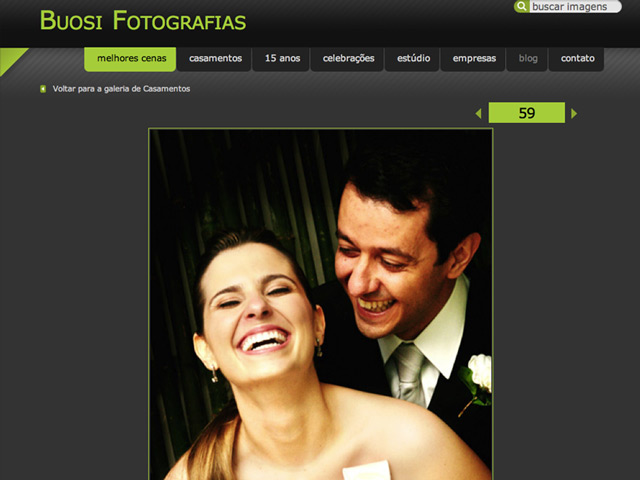 Buosi Fotografias
buscar imagens
melhores cenas casamentos 15 anos celebrações estúdio empresas blog contato
Voltar para a galeria de Casamentos
59